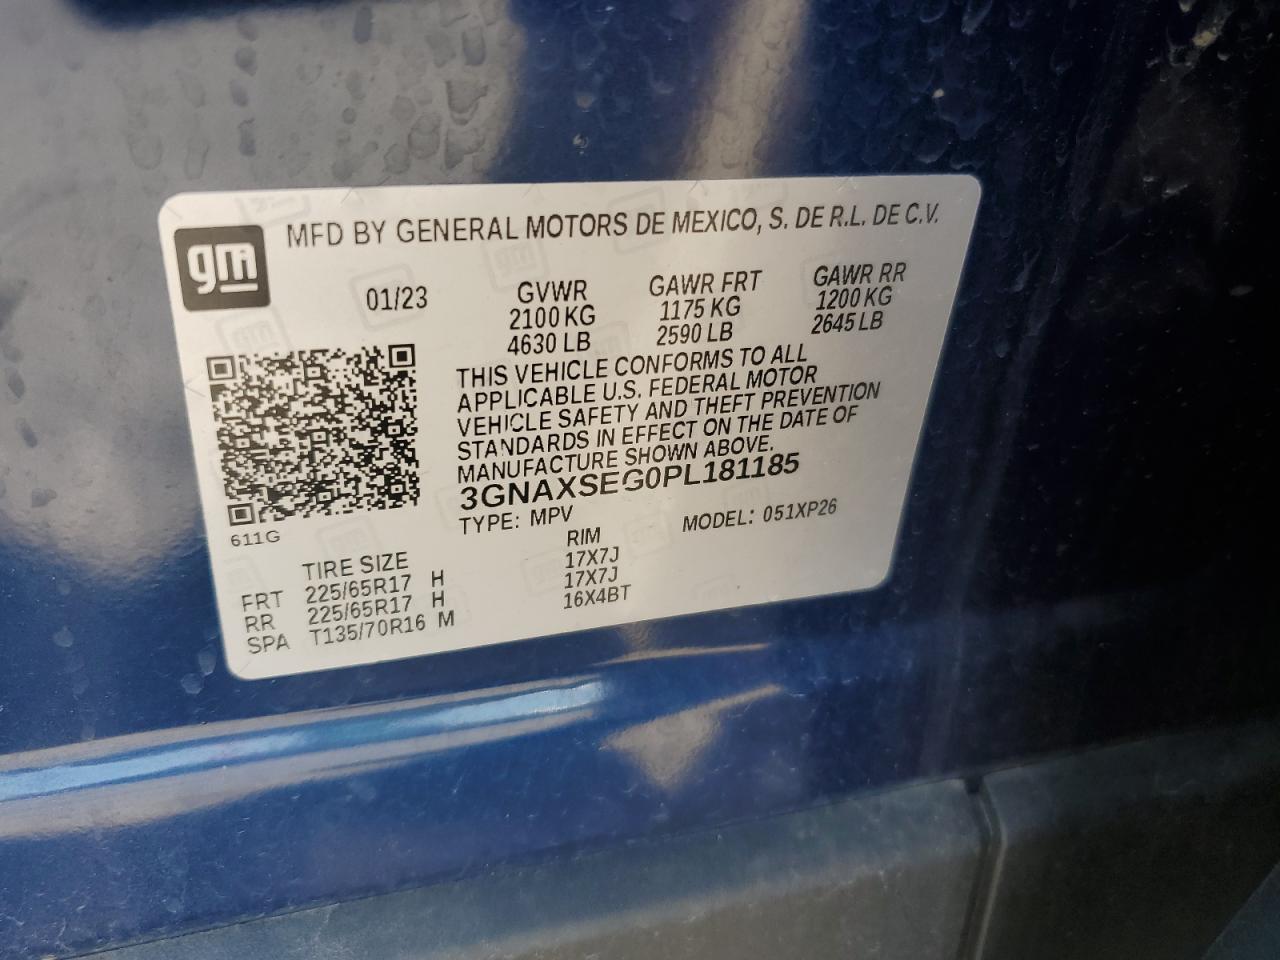 gm MFD BY GENERAL MOTORS DE MEXICO, S. DE R.L. DE C.V.
01/23 GVWR GAWR FRT GAWR RR
2100 KG 1175 KG 1200 KG
4630 LB 2590 LB 2645 LB
THIS VEHICLE CONFORMS TO ALL
APPLICABLE U.S. FEDERAL MOTOR
VEHICLE SAFETY AND THEFT PREVENTION
STANDARDS IN EFFECT ON THE DATE OF
MANUFACTURE SHOWN ABOVE.
3GNAXSEG0PL181185
TYPE: MPV MODEL: 051XP26
611G
TIRE SIZE RIM
FRT 225/65R17 H 17X7J
RR 225/65R17 H 17X7J
SPA T135/70R16 M 16X4BT